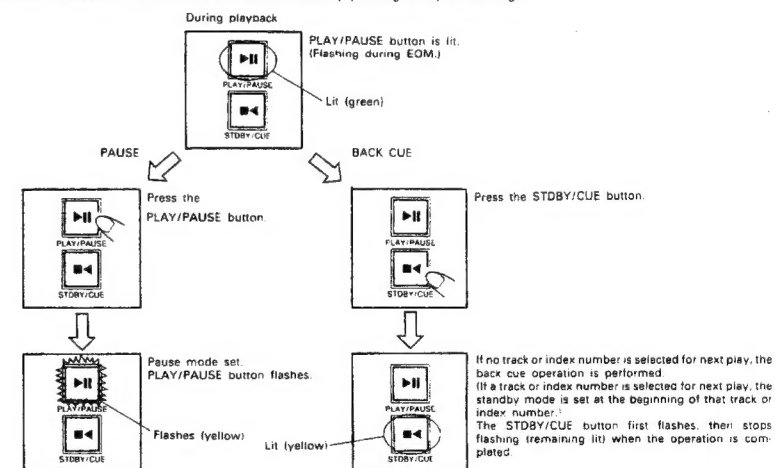 During playback
PLAY/PAUSE button is lit.
(Flashing during EOM.)
PLAY/PAUSE
Lit (green)
STDBY/CUE
PAUSE
BACK CUE
Press the
PLAY/PAUSE button.
PLAY/PAUSE
STDBY/CUE
Press the STDBY/CUE button.
PLAY/PAUSE
STDBY/CUE
Pause mode set.
PLAY/PAUSE button flashes.
PLAY/PAUSE
Flashes (yellow)
STDBY/CUE
PLAY/PAUSE
Lit (yellow)
STDBY/CUE
If no track or index number is selected for next play, the
back cue operation is performed.
(If a track or index number is selected for next play, the
standby mode is set at the beginning of that track or
index number.)
The STDBY/CUE button first flashes, then stops
flashing (remaining lit) when the operation is com-
pleted.